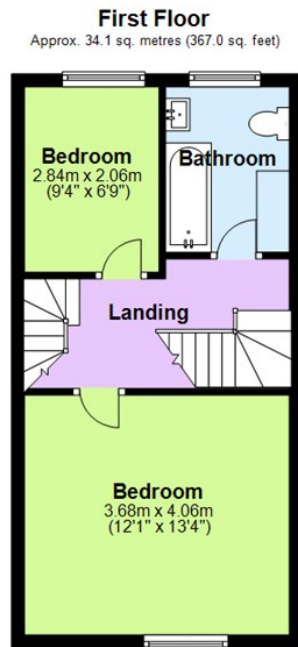 First Floor
Approx. 34.1 sq. metres (367.0 sq. feet)
Bedroom
2.84m x 2.06m
(9'4" x 6'9")
Bathroom
Landing
Bedroom
3.68m x 4.06m
(12'1" x 13'4")